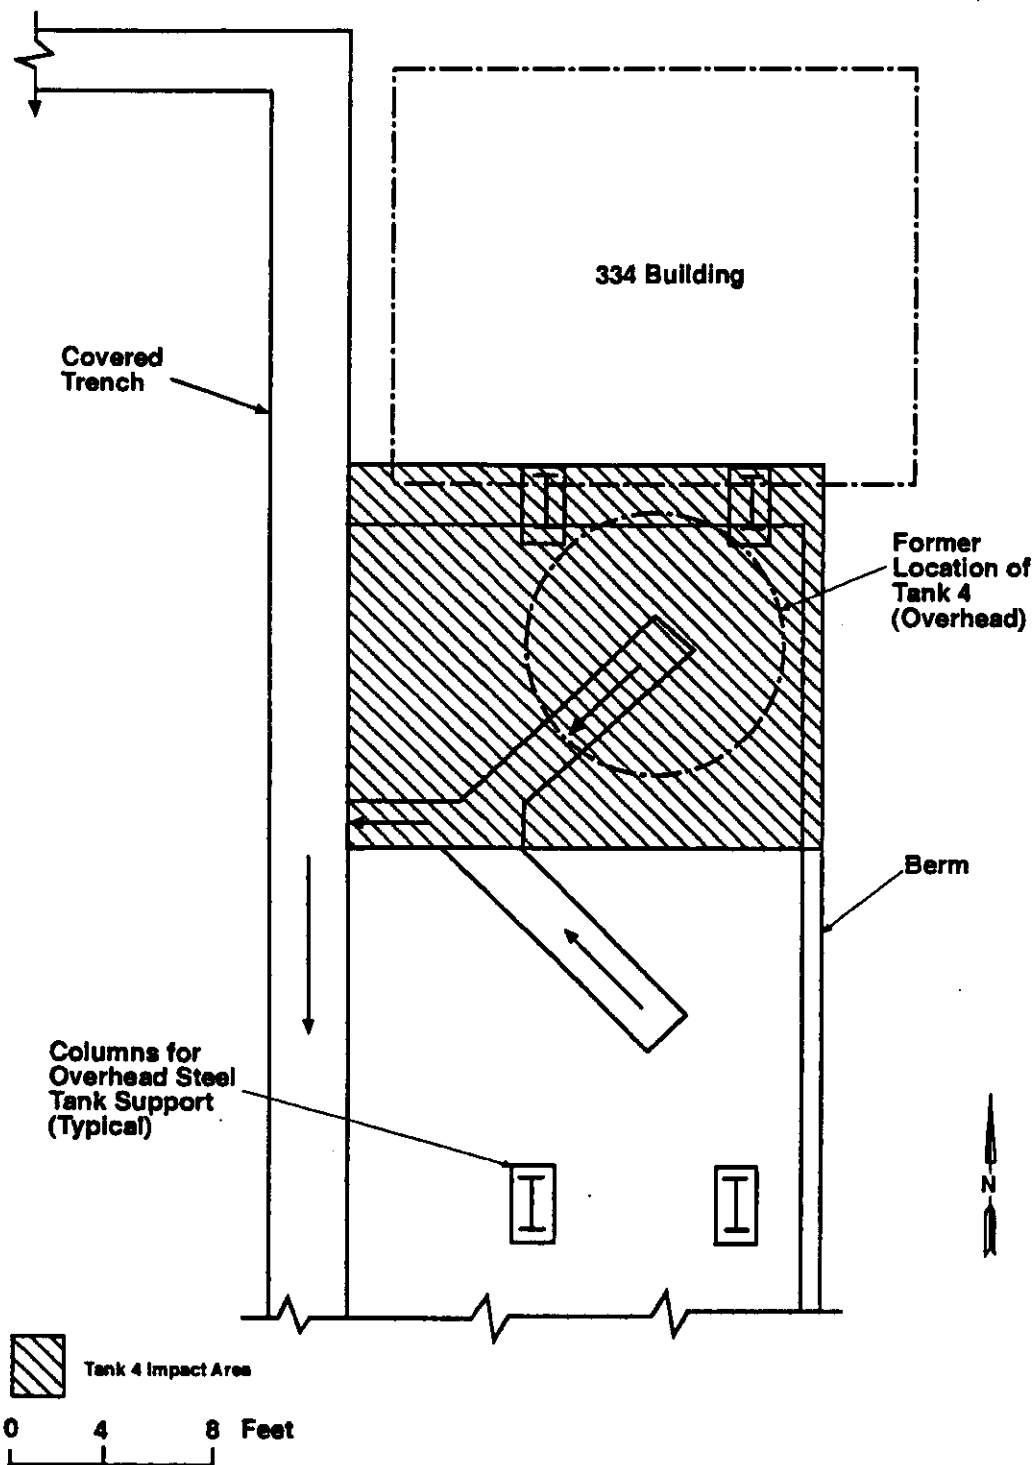 334 Building
Covered
Trench
Former
Location of
Tank 4
(Overhead)
Berm
Columns for
Overhead Steel
Tank Support
(Typical)
N
Tank 4 Impact Area
0 4 8 Feet